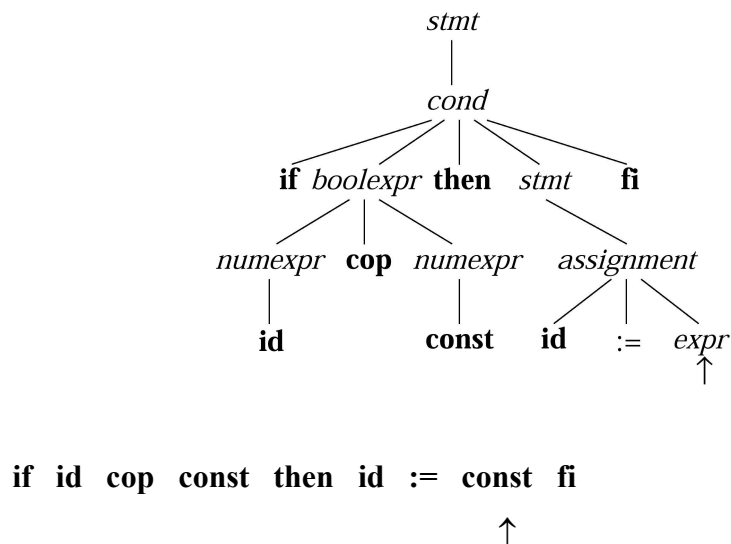 stmt
cond
if boolexpr then stmt fi
numexpr cop numexpr assignment
id const id := expr
if id cop const then id := const fi